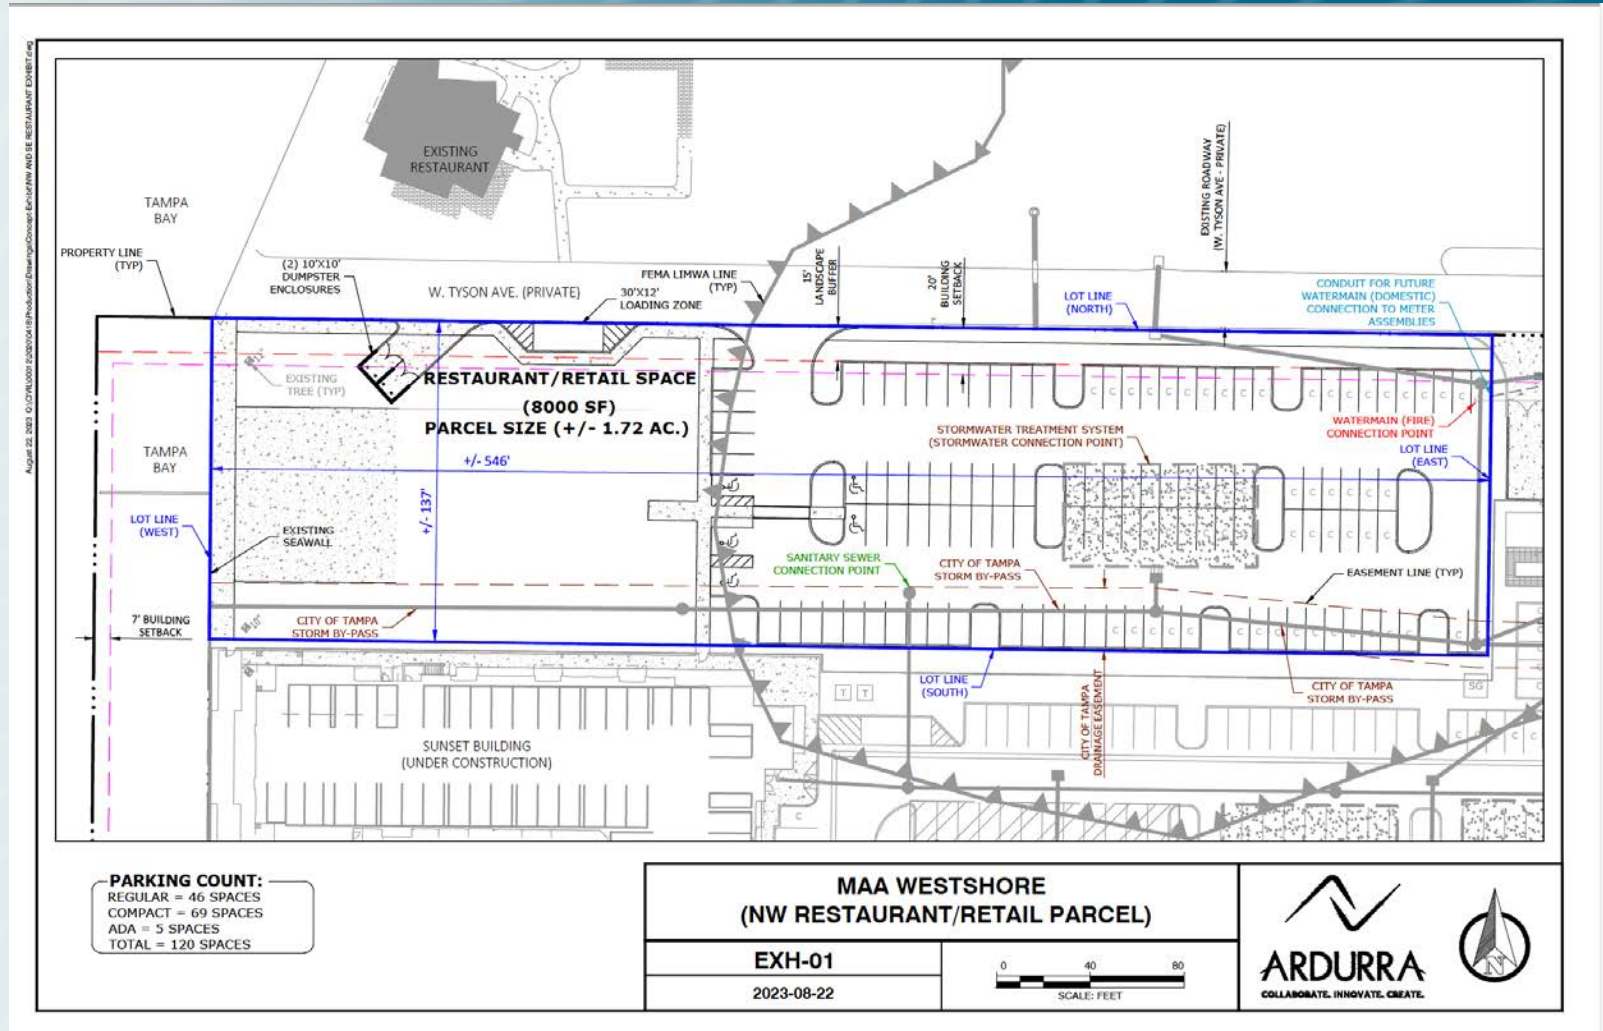 EXISTING
RESTAURANT
TAMPA
BAY
PROPERTY LINE
(TYP)
(2) 10'X10'
DUMPSTER
ENCLOSURES
W. TYSON AVE. (PRIVATE)
30'X12'
LOADING ZONE
FEMA LIMWA LINE
(TYP)
15'
LANDSCAPE
BUFFER
20'
BUILDING
SETBACK
EXISTING ROADWAY
(W. TYSON AVE - PRIVATE)
LOT LINE
(NORTH)
CONDUIT FOR FUTURE
WATERMAIN (DOMESTIC)
CONNECTION TO METER
ASSEMBLIES
EXISTING
TREE (TYP)
RESTAURANT/RETAIL SPACE
(8000 SF)
PARCEL SIZE (+/- 1.72 AC.)
+/- 546'
+/- 137'
STORMWATER TREATMENT SYSTEM
(STORMWATER CONNECTION POINT)
WATERMAIN (FIRE)
CONNECTION POINT
LOT LINE
(EAST)
TAMPA
BAY
LOT LINE
(WEST)
EXISTING
SEAWALL
SANITARY SEWER
CONNECTION POINT
CITY OF TAMPA
STORM BY-PASS
EASEMENT LINE (TYP)
7' BUILDING
SETBACK
CITY OF TAMPA
STORM BY-PASS
LOT LINE
(SOUTH)
CITY OF TAMPA
DRAINAGE EASEMENT
CITY OF TAMPA
STORM BY-PASS
T T
SG
SUNSET BUILDING
(UNDER CONSTRUCTION)
PARKING COUNT:
REGULAR = 46 SPACES
COMPACT = 69 SPACES
ADA = 5 SPACES
TOTAL = 120 SPACES
MAA WESTSHORE
(NW RESTAURANT/RETAIL PARCEL)
EXH-01
2023-08-22
0 40 80
SCALE: FEET
ARDURRA
COLLABORATE. INNOVATE. CREATE.
N